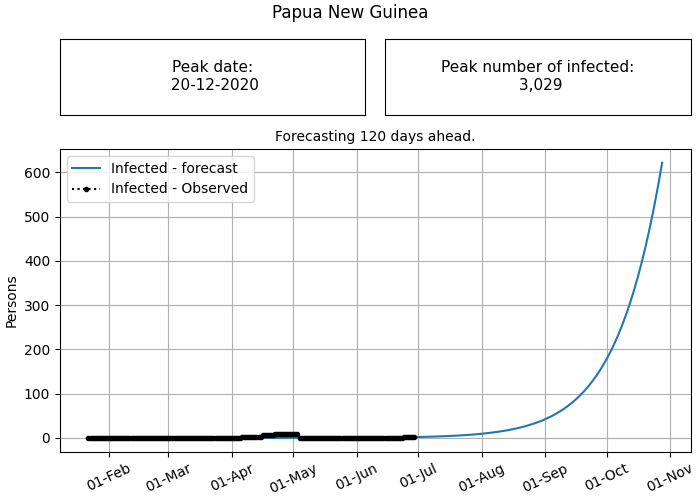 Papua New Guinea
Peak date:
20-12-2020
Peak number of infected:
3,029
Forecasting 120 days ahead.
Infected - forecast
Infected - Observed
Persons
600
500
400
300
200
100
0
01-Feb
01-Mar
01-Apr
01-May
01-Jun
01-Jul
01-Aug
01-Sep
01-Oct
01-Nov